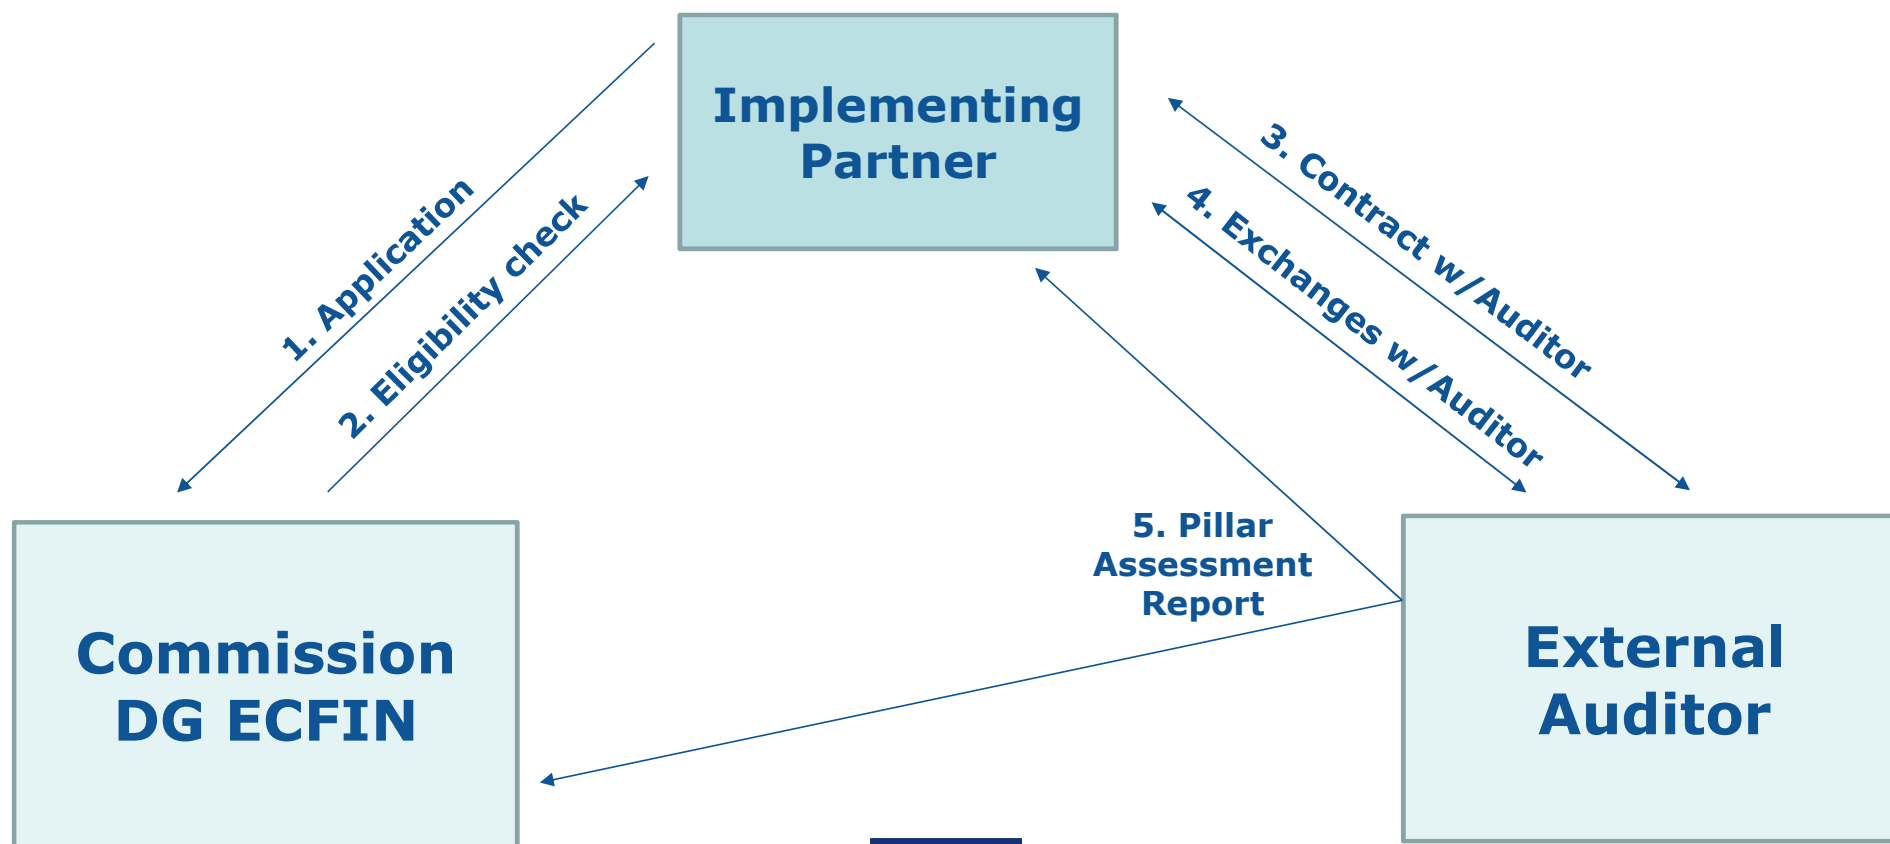 Implementing
Partner
1. Application
2. Eligibility check
3. Contract w/Auditor
4. Exchanges w/Auditor
5. Pillar
Assessment
Report
Commission
DG ECFIN
External
Auditor